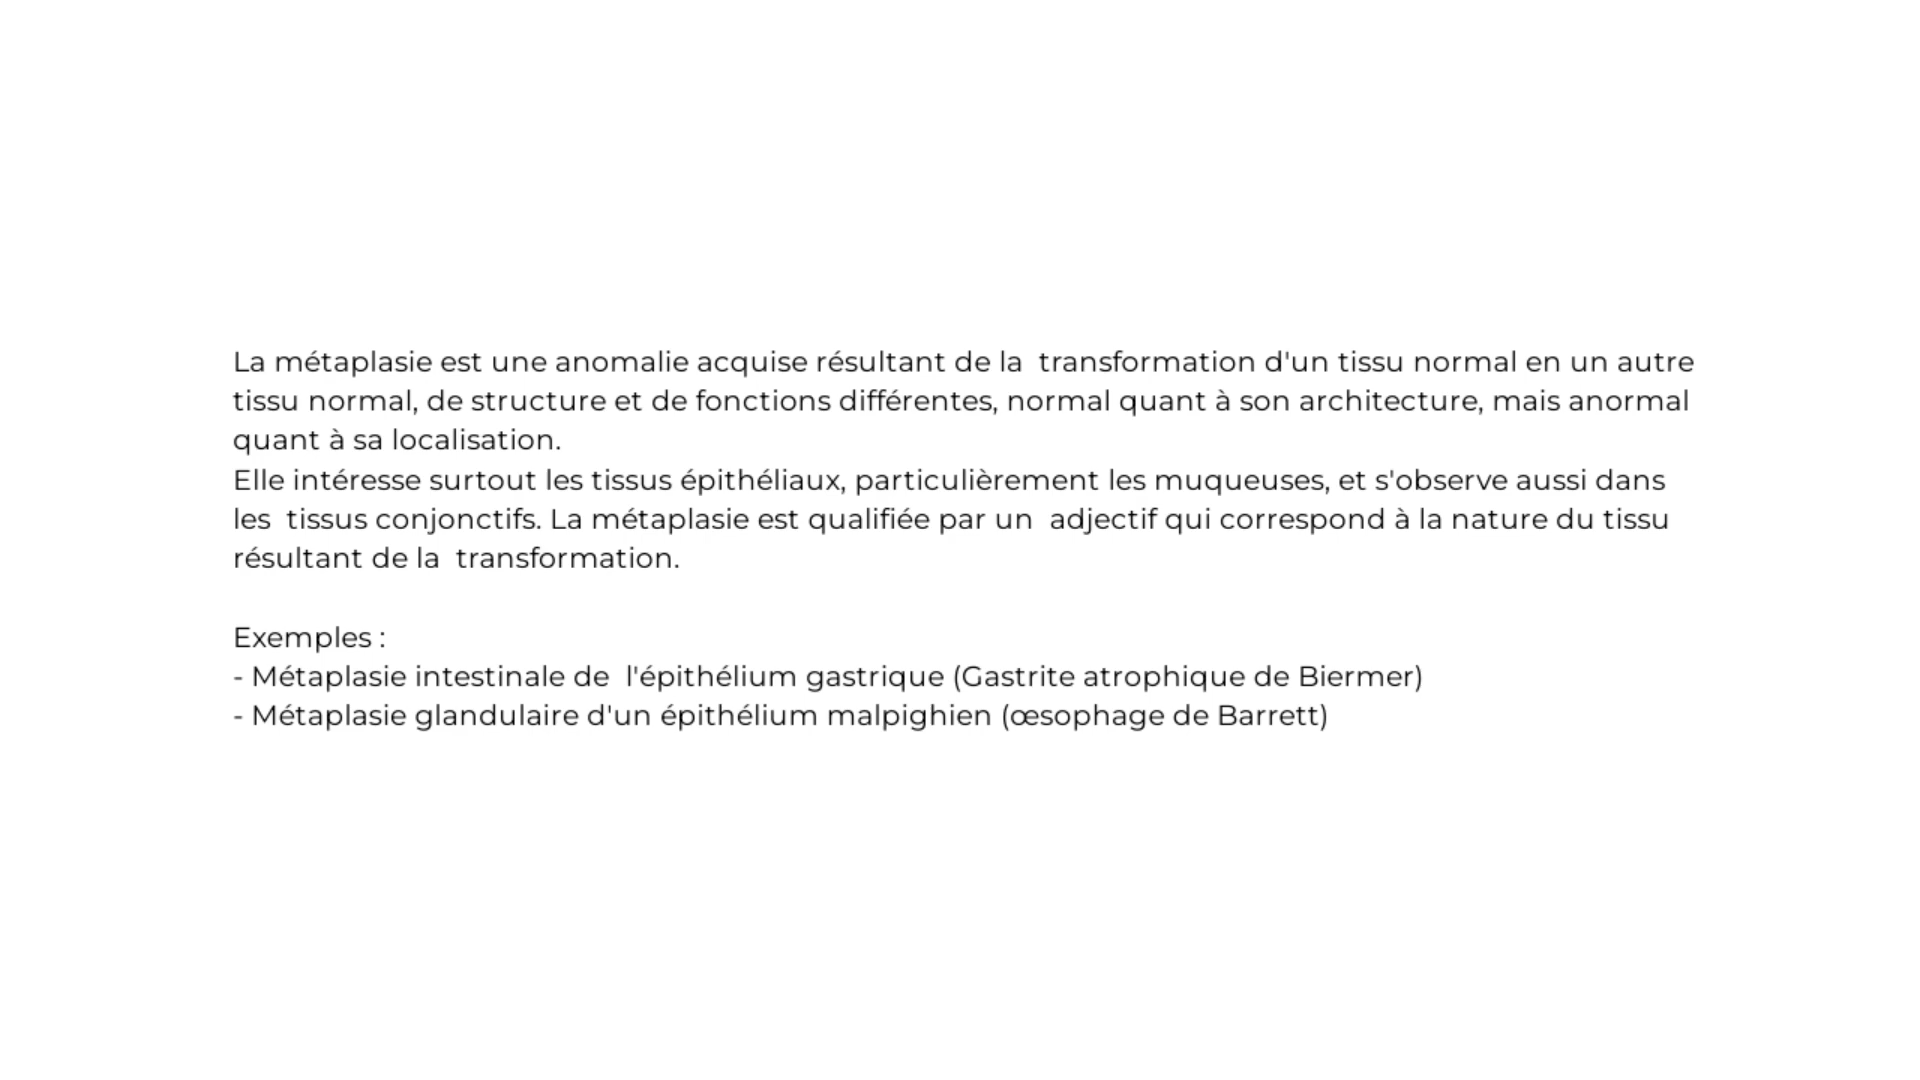 La métaplasie est une anomalie acquise résultant de la  transformation d'un tissu normal en un autre
tissu normal, de structure et de fonctions différentes, normal quant à son architecture, mais anormal
quant à sa localisation.
Elle intéresse surtout les tissus épithéliaux, particulièrement les muqueuses, et s'observe aussi dans
les  tissus conjonctifs. La métaplasie est qualifiée par un  adjectif qui correspond à la nature du tissu
résultant de la  transformation.

Exemples :
- Métaplasie intestinale de  l'épithélium gastrique (Gastrite atrophique de Biermer)
- Métaplasie glandulaire d'un épithélium malpighien (œsophage de Barrett)